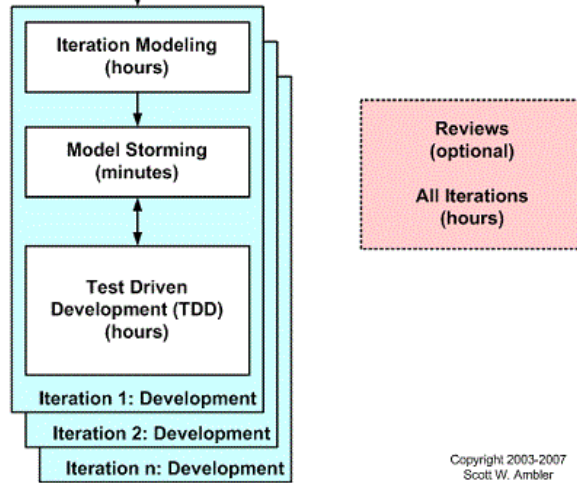 Iteration Modeling
(hours)
Model Storming
(minutes)
Test Driven
Development (TDD)
(hours)
Iteration 1: Development
Iteration 2: Development
Iteration n: Development
Reviews
(optional)
All Iterations
(hours)
Copyright 2003-2007
Scott W. Ambler